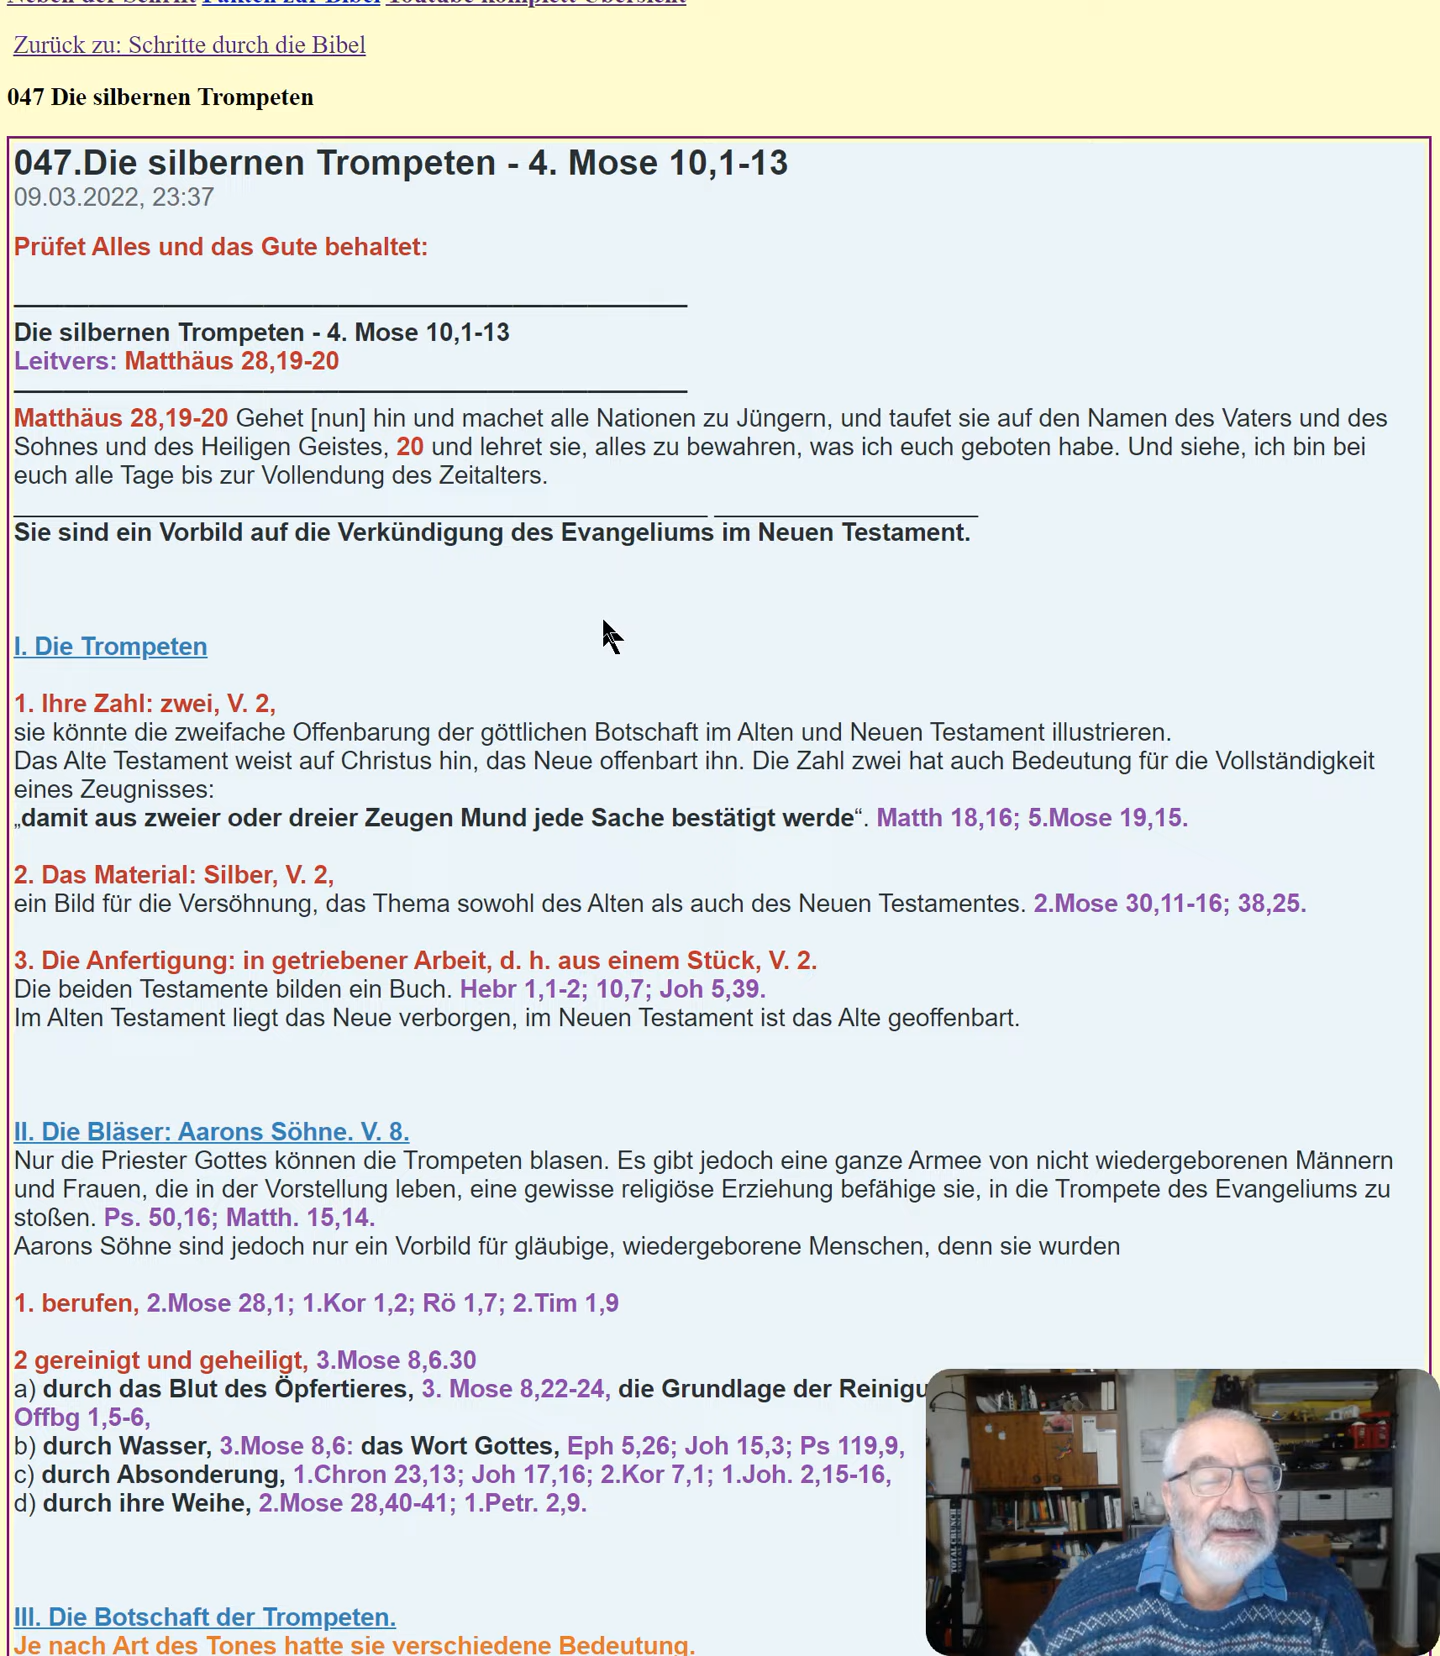 Neben der Schrift Fakten zur Bibel Youtube komplett Übersicht
Zurück zu: Schritte durch die Bibel
047 Die silbernen Trompeten
047.Die silbernen Trompeten - 4. Mose 10,1-13
09.03.2022, 23:37
Prüfet Alles und das Gute behaltet:
Die silbernen Trompeten - 4. Mose 10,1-13
Leitvers: Matthäus 28,19-20
Matthäus 28,19-20 Gehet [nun] hin und machet alle Nationen zu Jüngern, und taufet sie auf den Namen des Vaters und des
Sohnes und des Heiligen Geistes, 20 und lehret sie, alles zu bewahren, was ich euch geboten habe. Und siehe, ich bin bei
euch alle Tage bis zur Vollendung des Zeitalters.
Sie sind ein Vorbild auf die Verkündigung des Evangeliums im Neuen Testament.
I. Die Trompeten
1. Ihre Zahl: zwei, V. 2,
sie könnte die zweifache Offenbarung der göttlichen Botschaft im Alten und Neuen Testament illustrieren.
Das Alte Testament weist auf Christus hin, das Neue offenbart ihn. Die Zahl zwei hat auch Bedeutung für die Vollständigkeit
eines Zeugnisses:
„damit aus zweier oder dreier Zeugen Mund jede Sache bestätigt werde“. Matth 18,16; 5.Mose 19,15.
2. Das Material: Silber, V. 2,
ein Bild für die Versöhnung, das Thema sowohl des Alten als auch des Neuen Testamentes. 2.Mose 30,11-16; 38,25.
3. Die Anfertigung: in getriebener Arbeit, d. h. aus einem Stück, V. 2.
Die beiden Testamente bilden ein Buch. Hebr 1,1-2; 10,7; Joh 5,39.
Im Alten Testament liegt das Neue verborgen, im Neuen Testament ist das Alte geoffenbart.
II. Die Bläser: Aarons Söhne. V. 8.
Nur die Priester Gottes können die Trompeten blasen. Es gibt jedoch eine ganze Armee von nicht wiedergeborenen Männern
und Frauen, die in der Vorstellung leben, eine gewisse religiöse Erziehung befähige sie, in die Trompete des Evangeliums zu
stoßen. Ps. 50,16; Matth. 15,14.
Aarons Söhne sind jedoch nur ein Vorbild für gläubige, wiedergeborene Menschen, denn sie wurden
1. berufen, 2.Mose 28,1; 1.Kor 1,2; Rö 1,7; 2.Tim 1,9
2 gereinigt und geheiligt, 3.Mose 8,6.30
a) durch das Blut des Öpfertieres, 3. Mose 8,22-24, die Grundlage der Reinigu
Offbg 1,5-6,
b) durch Wasser, 3.Mose 8,6: das Wort Gottes, Eph 5,26; Joh 15,3; Ps 119,9,
c) durch Absonderung, 1.Chron 23,13; Joh 17,16; 2.Kor 7,1; 1.Joh. 2,15-16,
d) durch ihre Weihe, 2.Mose 28,40-41; 1.Petr. 2,9.
III. Die Botschaft der Trompeten.
Je nach Art des Tones hatte sie verschiedene Bedeutung.
TOTAL CRUNCH